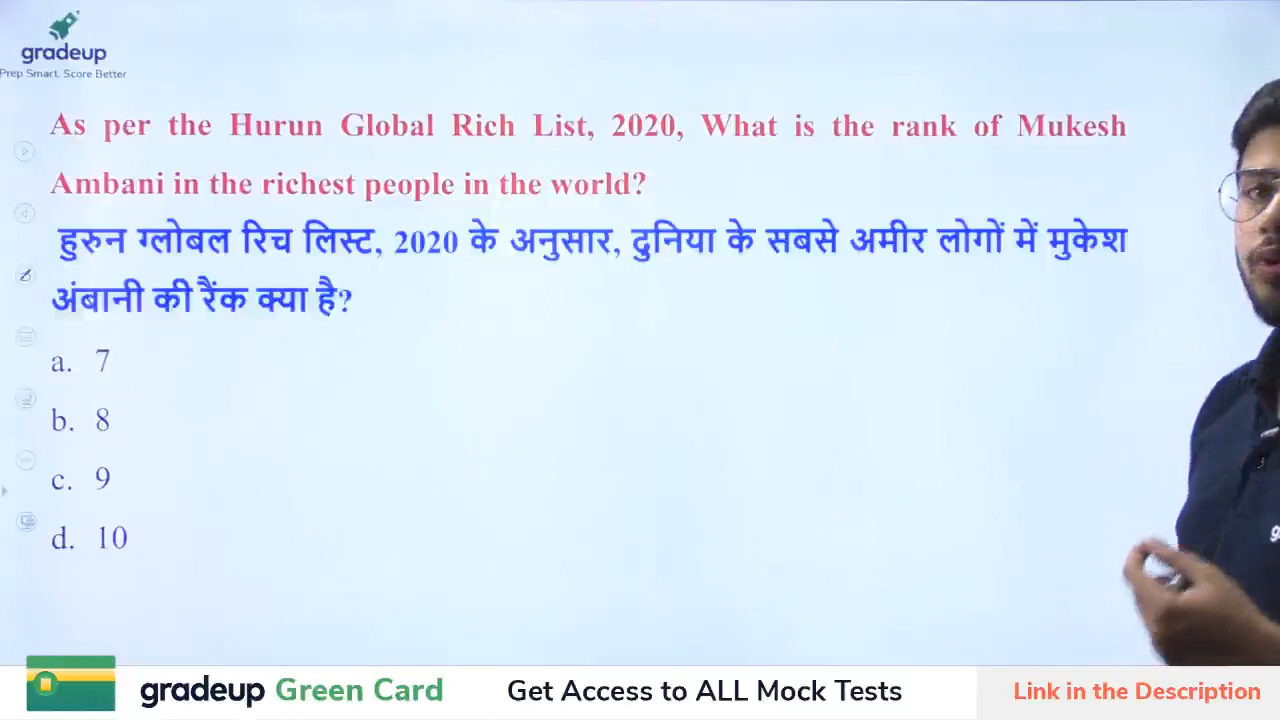 gradeup
Prep Smart. Score Better
As per the Hurun Global Rich List, 2020, What is the rank of Mukesh
Ambani in the richest people in the world?
हुरुन ग्लोबल रिच लिस्ट, 2020 के अनुसार, दुनिया के सबसे अमीर लोगों में मुकेश
अंबानी की रैंक क्या है?
a. 7
b. 8
c. 9
d. 10
gradeup Green Card
Get Access to ALL Mock Tests
Link in the Description